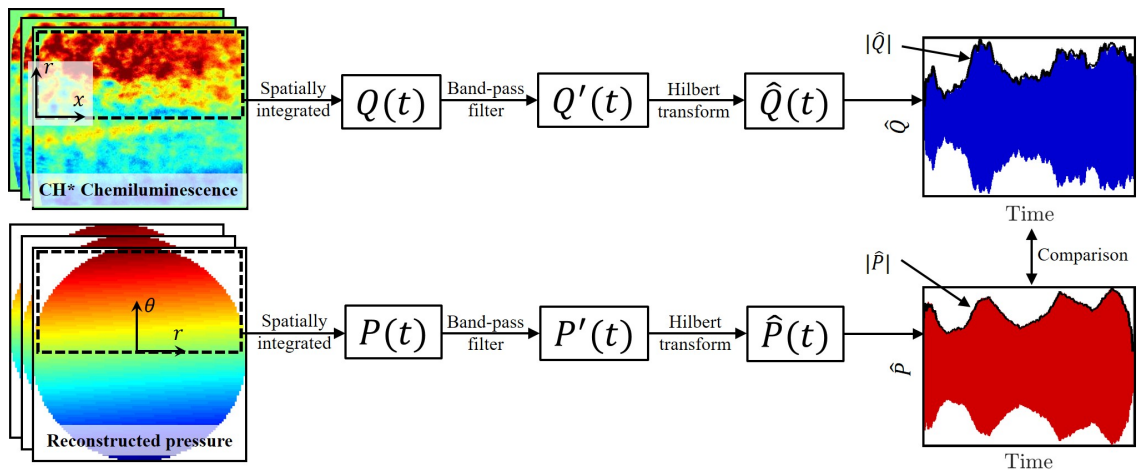 r
x
CH* Chemiluminescence
Spatially
integrated
Q(t)
Band-pass
filter
Q′(t)
Hilbert
transform
Q̂(t)
|Q̂|
Q̂
Time
Comparison
θ
r
Reconstructed pressure
Spatially
integrated
P(t)
Band-pass
filter
P′(t)
Hilbert
transform
P̂(t)
|P̂|
P̂
Time